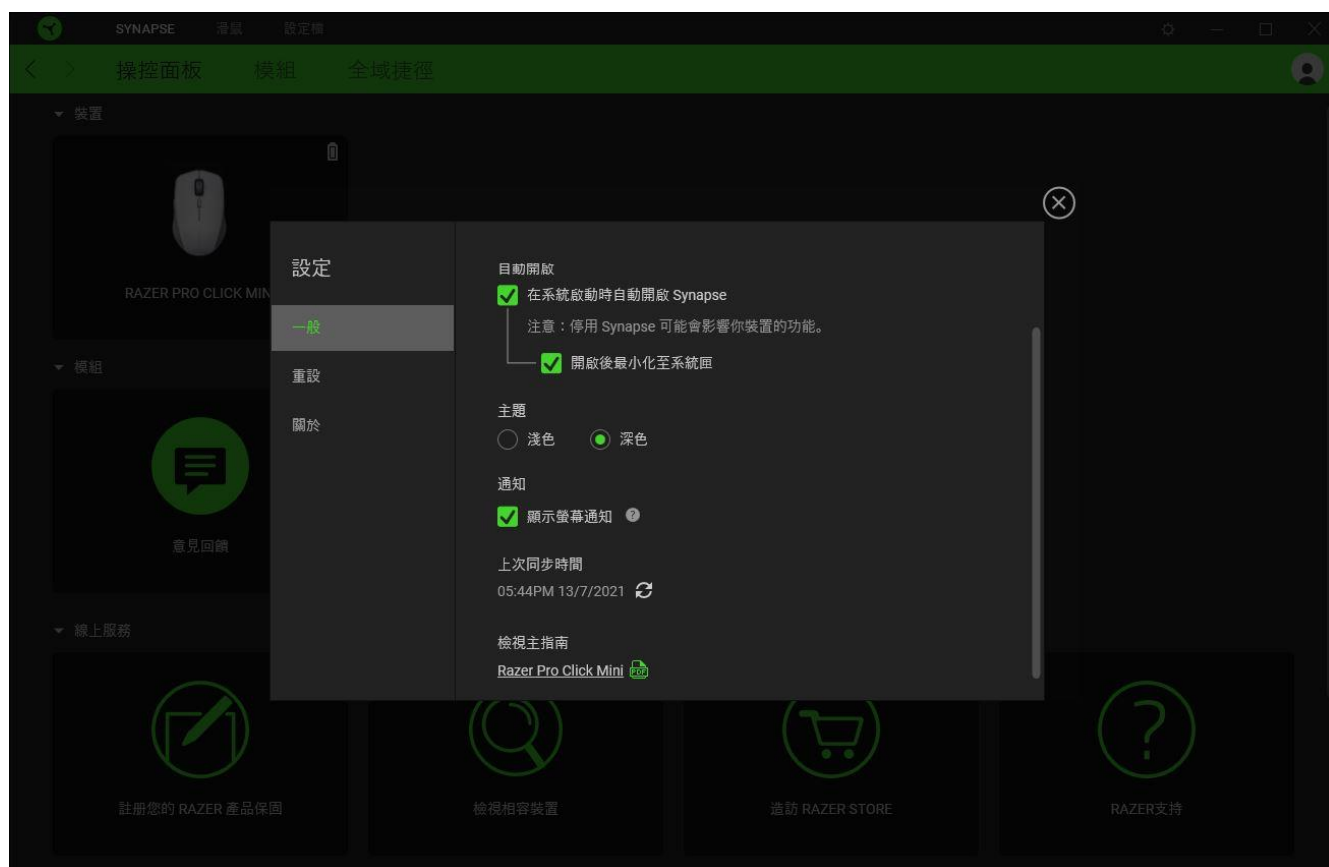 SYNAPSE 滑鼠 設定檔
操控面板 模組 全域捷徑
裝置
RAZER PRO CLICK MIN
模組
意見回饋
線上服務
註冊您的 RAZER 產品保固
檢視相容裝置
造訪 RAZER STORE
RAZER支持
設定
一般
重設
關於
自動開啟
在系統啟動時自動開啟 Synapse
注意：停用 Synapse 可能會影響你裝置的功能。
開啟後最小化至系統匣
主題
淺色 深色
通知
顯示螢幕通知 ?
上次同步時間
05:44PM 13/7/2021
檢視主指南
Razer Pro Click Mini PDF